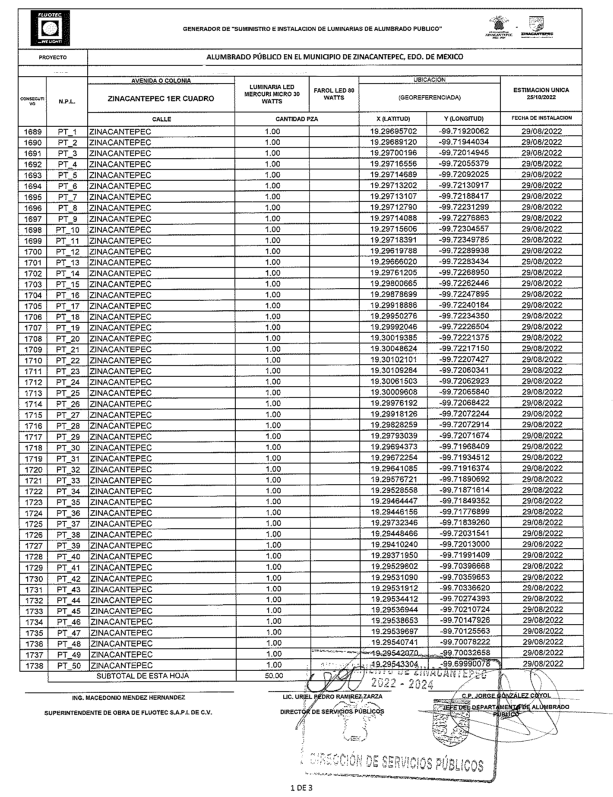 FLUOTEC
...WE LIGHT!
GENERADOR DE "SUMINISTRO E INSTALACION DE LUMINARIAS DE ALUMBRADO PUBLICO"
ZINACANTEPEC
PROYECTO ALUMBRADO PÚBLICO EN EL MUNICIPIO DE ZINACANTEPEC, EDO. DE MEXICO
CONSECUTIVO N.P.L. AVENIDA O COLONIA LUMINARIA LED MERCURI MICRO 30 WATTS FAROL LED 80 WATTS UBICACIÓN ESTIMACION UNICA 25/10/2022
ZINACANTEPEC 1ER CUADRO (GEOREFERENCIADA)
CALLE CANTIDAD PZA X (LATITUD) Y (LONGITUD) FECHA DE INSTALACION
1689 PT_1 ZINACANTEPEC 1.00 19.29695702 -99.71920062 29/08/2022
1690 PT_2 ZINACANTEPEC 1.00 19.29689120 -99.71944034 29/08/2022
1691 PT_3 ZINACANTEPEC 1.00 19.29700196 -99.72014945 29/08/2022
1692 PT_4 ZINACANTEPEC 1.00 19.29716556 -99.72055379 29/08/2022
1693 PT_5 ZINACANTEPEC 1.00 19.29714689 -99.72092025 29/08/2022
1694 PT_6 ZINACANTEPEC 1.00 19.29713202 -99.72130917 29/08/2022
1695 PT_7 ZINACANTEPEC 1.00 19.29713107 -99.72188417 29/08/2022
1696 PT_8 ZINACANTEPEC 1.00 19.29712790 -99.72231299 29/08/2022
1697 PT_9 ZINACANTEPEC 1.00 19.29714088 -99.72276863 29/08/2022
1698 PT_10 ZINACANTEPEC 1.00 19.29715606 -99.72304557 29/08/2022
1699 PT_11 ZINACANTEPEC 1.00 19.29718391 -99.72349785 29/08/2022
1700 PT_12 ZINACANTEPEC 1.00 19.29619788 -99.72289938 29/08/2022
1701 PT_13 ZINACANTEPEC 1.00 19.29666020 -99.72283434 29/08/2022
1702 PT_14 ZINACANTEPEC 1.00 19.29761205 -99.72268950 29/08/2022
1703 PT_15 ZINACANTEPEC 1.00 19.29800665 -99.72262446 29/08/2022
1704 PT_16 ZINACANTEPEC 1.00 19.29878699 -99.72247895 29/08/2022
1705 PT_17 ZINACANTEPEC 1.00 19.29918886 -99.72240184 29/08/2022
1706 PT_18 ZINACANTEPEC 1.00 19.29950276 -99.72234350 29/08/2022
1707 PT_19 ZINACANTEPEC 1.00 19.29992046 -99.72226504 29/08/2022
1708 PT_20 ZINACANTEPEC 1.00 19.30019385 -99.72221375 29/08/2022
1709 PT_21 ZINACANTEPEC 1.00 19.30048624 -99.72217150 29/08/2022
1710 PT_22 ZINACANTEPEC 1.00 19.30102101 -99.72207427 29/08/2022
1711 PT_23 ZINACANTEPEC 1.00 19.30109284 -99.72060341 29/08/2022
1712 PT_24 ZINACANTEPEC 1.00 19.30061503 -99.72062923 29/08/2022
1713 PT_25 ZINACANTEPEC 1.00 19.30009608 -99.72065840 29/08/2022
1714 PT_26 ZINACANTEPEC 1.00 19.29976192 -99.72068422 29/08/2022
1715 PT_27 ZINACANTEPEC 1.00 19.29918126 -99.72072244 29/08/2022
1716 PT_28 ZINACANTEPEC 1.00 19.29828259 -99.72072914 29/08/2022
1717 PT_29 ZINACANTEPEC 1.00 19.29793039 -99.72071674 29/08/2022
1718 PT_30 ZINACANTEPEC 1.00 19.29694373 -99.71968409 29/08/2022
1719 PT_31 ZINACANTEPEC 1.00 19.29672254 -99.71934512 29/08/2022
1720 PT_32 ZINACANTEPEC 1.00 19.29641085 -99.71916374 29/08/2022
1721 PT_33 ZINACANTEPEC 1.00 19.29576721 -99.71890692 29/08/2022
1722 PT_34 ZINACANTEPEC 1.00 19.29528558 -99.71871614 29/08/2022
1723 PT_35 ZINACANTEPEC 1.00 19.29464447 -99.71849352 29/08/2022
1724 PT_36 ZINACANTEPEC 1.00 19.29446156 -99.71776899 29/08/2022
1725 PT_37 ZINACANTEPEC 1.00 19.29732346 -99.71839260 29/08/2022
1726 PT_38 ZINACANTEPEC 1.00 19.29448466 -99.72031541 29/08/2022
1727 PT_39 ZINACANTEPEC 1.00 19.29410240 -99.72013000 29/08/2022
1728 PT_40 ZINACANTEPEC 1.00 19.29371950 -99.71991409 29/08/2022
1729 PT_41 ZINACANTEPEC 1.00 19.29529602 -99.70396668 29/08/2022
1730 PT_42 ZINACANTEPEC 1.00 19.29531090 -99.70359653 29/08/2022
1731 PT_43 ZINACANTEPEC 1.00 19.29531912 -99.70336620 29/08/2022
1732 PT_44 ZINACANTEPEC 1.00 19.29534412 -99.70274393 29/08/2022
1733 PT_45 ZINACANTEPEC 1.00 19.29536944 -99.70210724 29/08/2022
1734 PT_46 ZINACANTEPEC 1.00 19.29538653 -99.70147926 29/08/2022
1735 PT_47 ZINACANTEPEC 1.00 19.29539697 -99.70125563 29/08/2022
1736 PT_48 ZINACANTEPEC 1.00 19.29540741 -99.70078222 29/08/2022
1737 PT_49 ZINACANTEPEC 1.00 19.29542070 -99.70032658 29/08/2022
1738 PT_50 ZINACANTEPEC 1.00 19.29543304 -99.69990078 29/08/2022
SUBTOTAL DE ESTA HOJA 50.00
DE ZINACANTEPEC
2022 - 2024
ING. MACEDONIO MENDEZ HERNANDEZ LIC. URIEL PEDRO RAMIREZ ZARZA C.P. JORGE GONZÁLEZ COYOL
SUPERINTENDENTE DE OBRA DE FLUOTEC S.A.P.I. DE C.V. DIRECTOR DE SERVICIOS PÚBLICOS JEFE DEL DEPARTAMENTO DE ALUMBRADO PÚBLICO
DIRECCIÓN DE SERVICIOS PÚBLICOS
1 DE 3